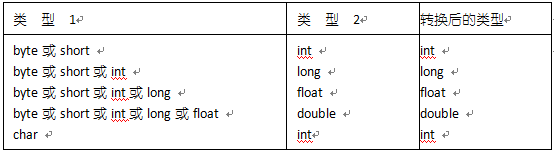 类 型 1 类 型 2 转换后的类型
byte 或 short int int
byte 或 short 或 int long long
byte 或 short 或 int 或 long float float
byte 或 short 或 int 或 long 或 float double double
char int int